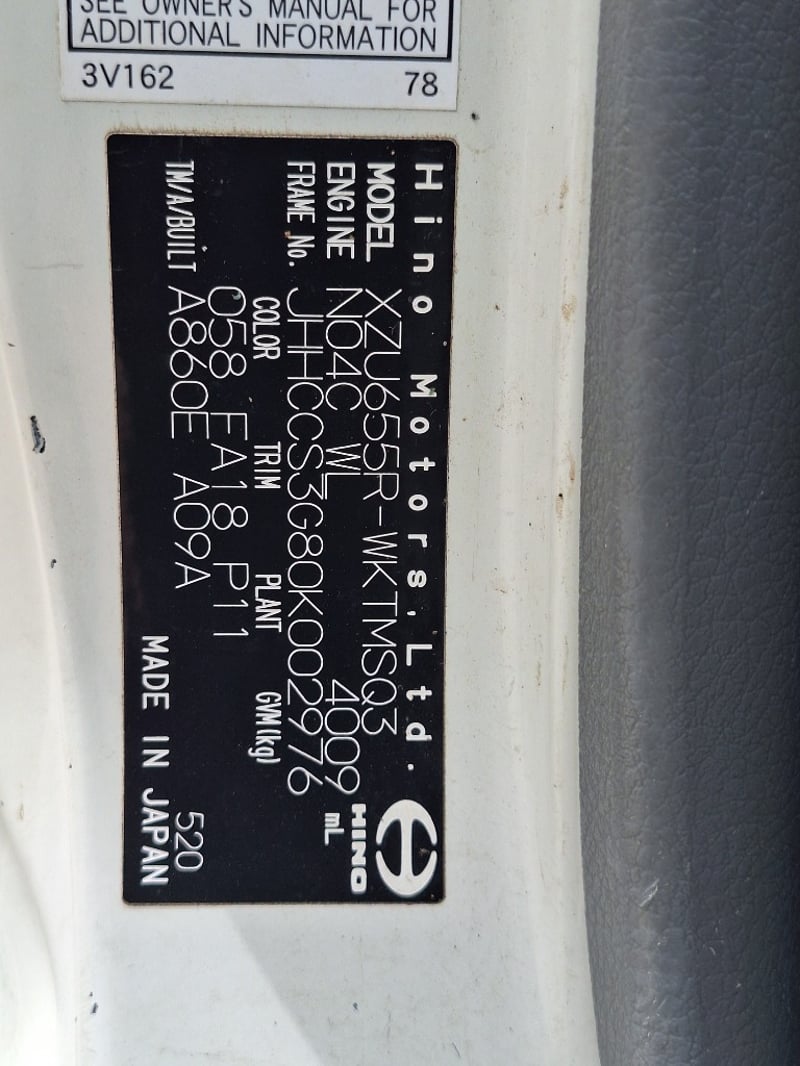 SEE OWNER'S MANUAL FOR
ADDITIONAL INFORMATION
3V162 78
Hino Motors, Ltd.
MODEL XZU655R-WKTMSQ3
HINO
ENGINE N04C WL 4009 mL
FRAME No. JHHCCS3G80K002976
COLOR TRIM PLANT GVM(kg)
058 FA18 P11
TM/A/BUILT A860E A09A 520
MADE IN JAPAN